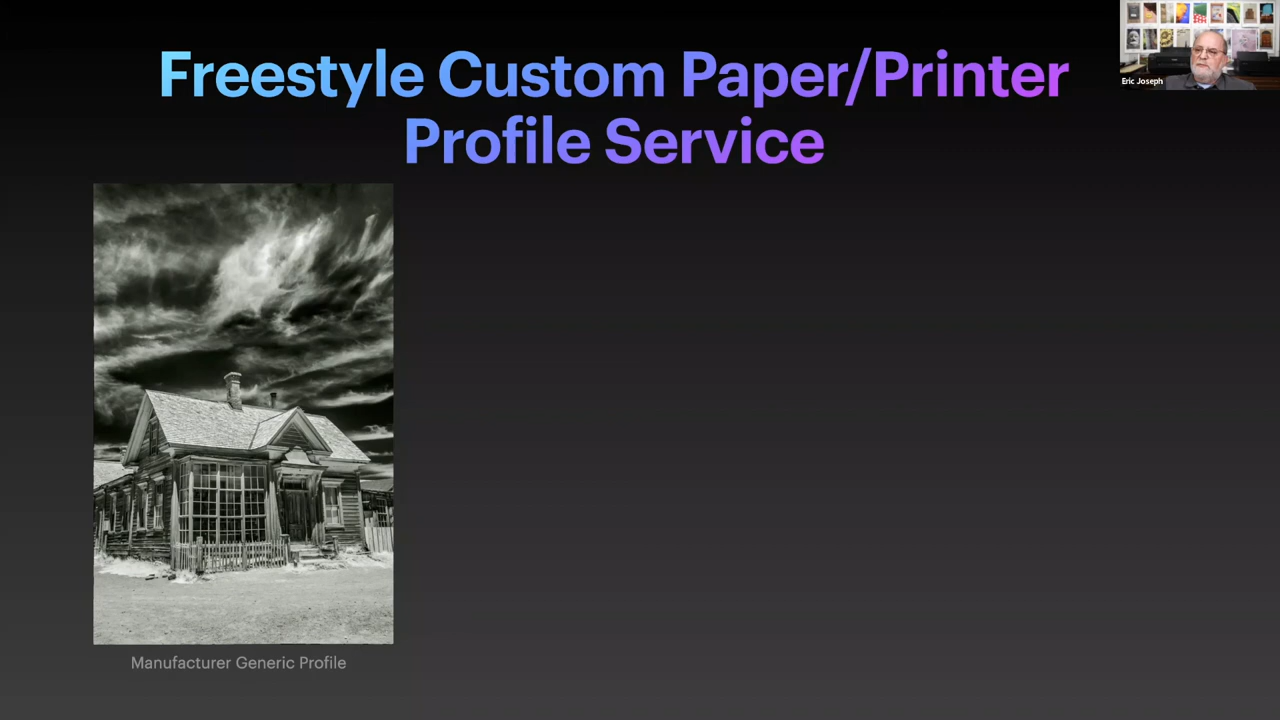 Freestyle Custom Paper/Printer
Profile Service
Eric Joseph
Manufacturer Generic Profile